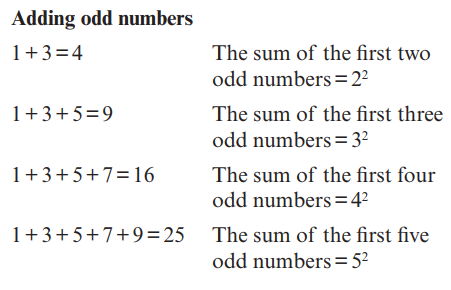 Adding odd numbers
1+3=4 The sum of the first two
odd numbers=2²
1+3+5=9 The sum of the first three
odd numbers=3²
1+3+5+7=16 The sum of the first four
odd numbers=4²
1+3+5+7+9=25 The sum of the first five
odd numbers=5²